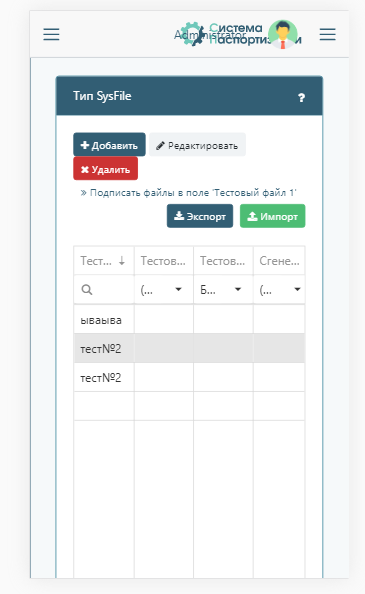 Система
Administrator
Паспортизации
Тип SysFile
?
Добавить
Редактировать
Удалить
» Подписать файлы в поле 'Тестовый файл 1'
Экспорт
Импорт
Тест... ↓ Тестов... Тестов... Сгене...
(... Б... (...
ываыва
тест№2
тест№2